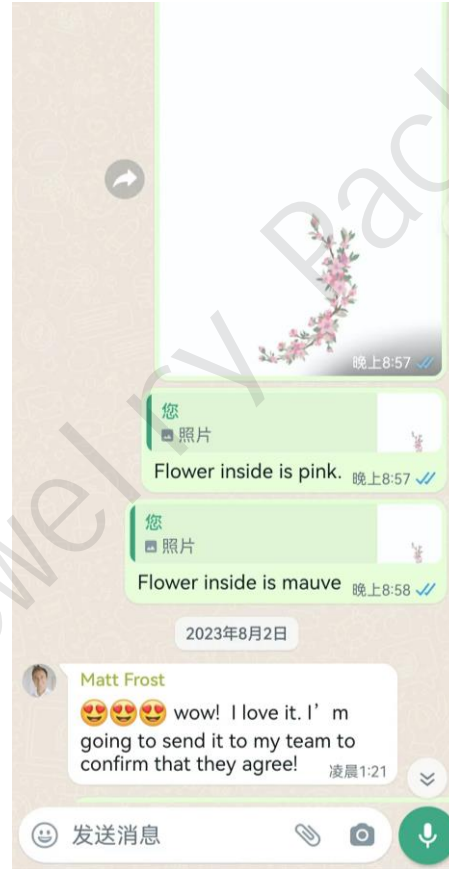 晚上8:57
您
照片
Flower inside is pink. 晚上8:57
您
照片
Flower inside is mauve 晚上8:58
2023年8月2日
Matt Frost
😍😍😍 wow! I love it. I’m
going to send it to my team to
confirm that they agree! 凌晨1:21
发送消息